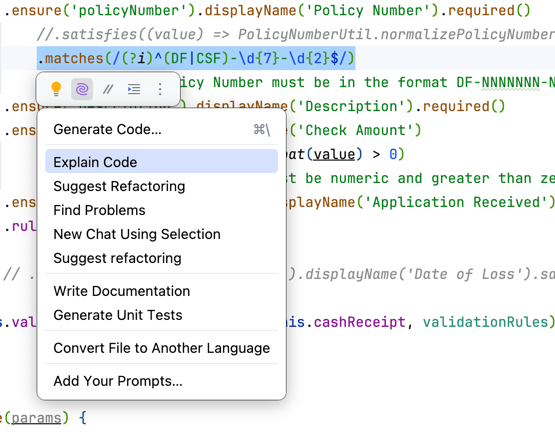 .ensure('policyNumber').displayName('Policy Number').required()
//.satisfies((value) => PolicyNumberUtil.normalizePolicyNumber
.matches(/(?i)^(DF|CSF)-\d{7}-\d{2}$/)
icy Number must be in the format DF-NNNNNNN-N
.displayName('Description').required()
.ens 'Check Amount')
Generate Code... ⌘\
at(value) > 0)
Explain Code
Suggest Refactoring t be numeric and greater than ze
.ens playName('Application Received')
Find Problems
.rul
New Chat Using Selection
Suggest refactoring
// . ).displayName('Date of Loss').sa
Write Documentation
Generate Unit Tests
s.val is.cashReceipt, validationRules)
Convert File to Another Language
Add Your Prompts...
(params) {